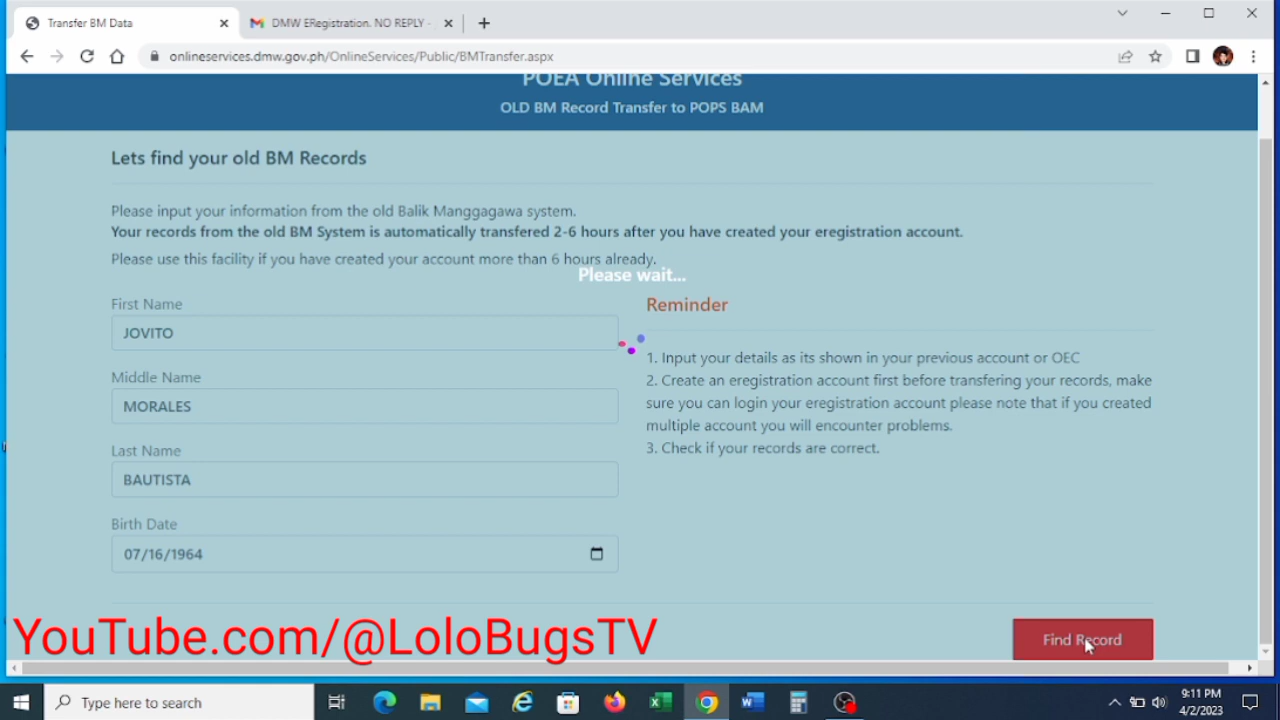 Transfer BM Data
DMW ERegistration. NO REPLY -
onlineservices.dmw.gov.ph/OnlineServices/Public/BMTransfer.aspx
POEA Online Services
OLD BM Record Transfer to POPS BAM
Lets find your old BM Records
Please input your information from the old Balik Manggagawa system.
Your records from the old BM System is automatically transfered 2-6 hours after you have created your eregistration account.
Please use this facility if you have created your account more than 6 hours already.
Please wait...
First Name
JOVITO
Middle Name
MORALES
Last Name
BAUTISTA
Birth Date
07/16/1964
Reminder
1. Input your details as its shown in your previous account or OEC
2. Create an eregistration account first before transfering your records, make
sure you can login your eregistration account please note that if you created
multiple account you will encounter problems.
3. Check if your records are correct.
Find Record
YouTube.com/@LoloBugsTV
Type here to search
9:11 PM
4/2/2023